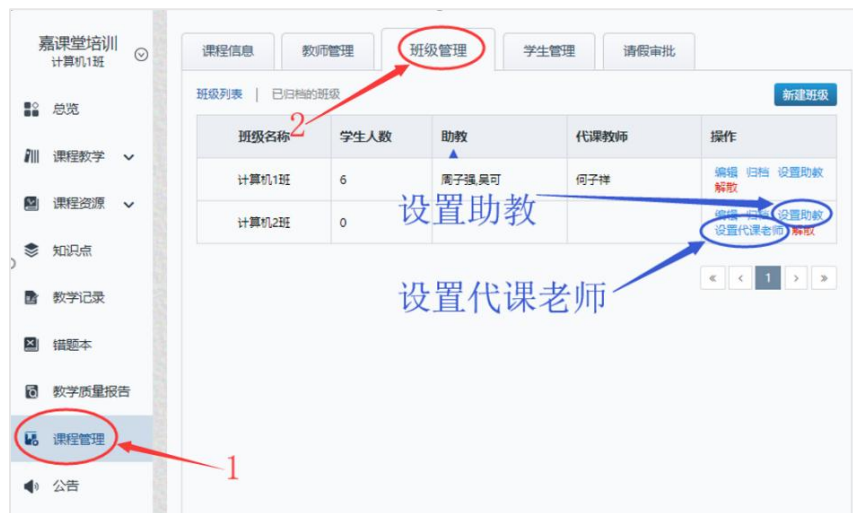 嘉课堂培训
计算机1班
总览
课程教学
课程资源
知识点
教学记录
错题本
教学质量报告
课程管理
公告
1
课程信息 教师管理 班级管理 学生管理 请假审批
2
班级列表 | 已归档的班级 新建班级
班级名称 学生人数 助教 代课教师 操作
计算机1班 6 周子强,吴可 何子祥 编辑 归档 设置助教
解散
计算机2班 0 编辑 归档 设置助教
设置代课老师 解散
设置助教
设置代课老师
« < 1 > »